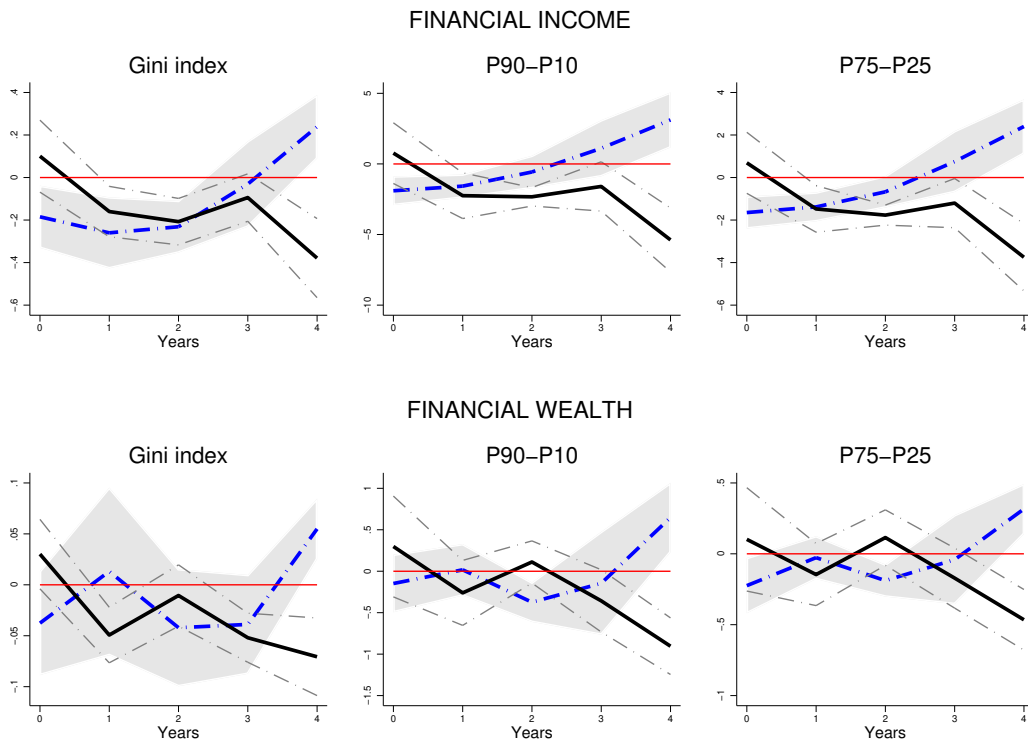 FINANCIAL INCOME
Gini index
P90−P10
P75−P25
.4
.2
0
−.2
−.4
−.6
5
0
−5
−10
4
2
0
−2
−4
−6
0 1 2 3 4
0 1 2 3 4
0 1 2 3 4
Years
Years
Years
FINANCIAL WEALTH
Gini index
P90−P10
P75−P25
.1
.05
0
−.05
−.1
1
.5
0
−.5
−1
−1.5
.5
0
−.5
−1
0 1 2 3 4
0 1 2 3 4
0 1 2 3 4
Years
Years
Years